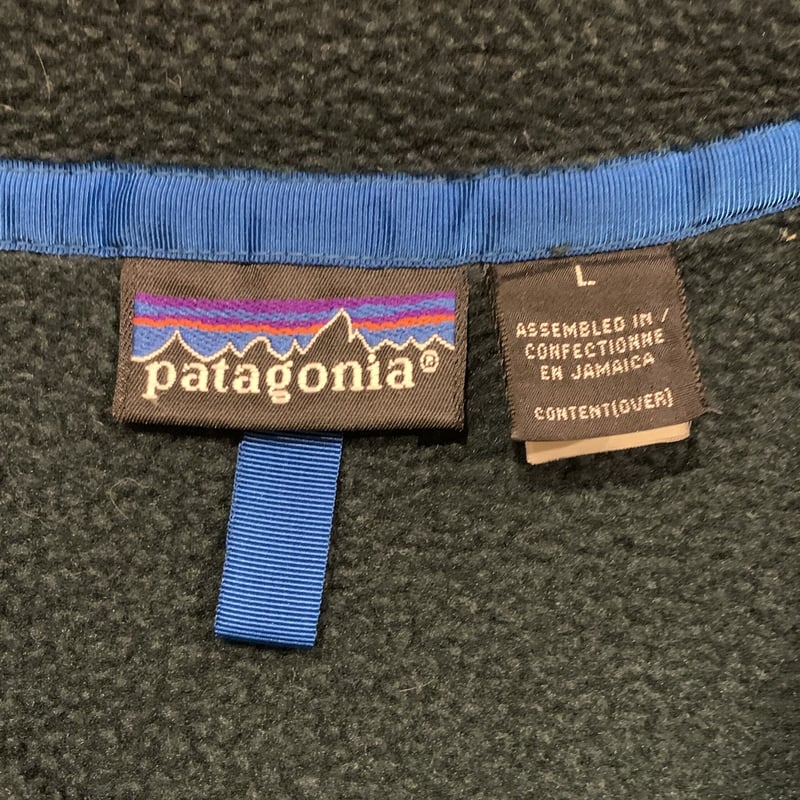 patagonia®
L
ASSEMBLED IN /
CONFECTIONNE
EN JAMAICA
CONTENT(OVER)